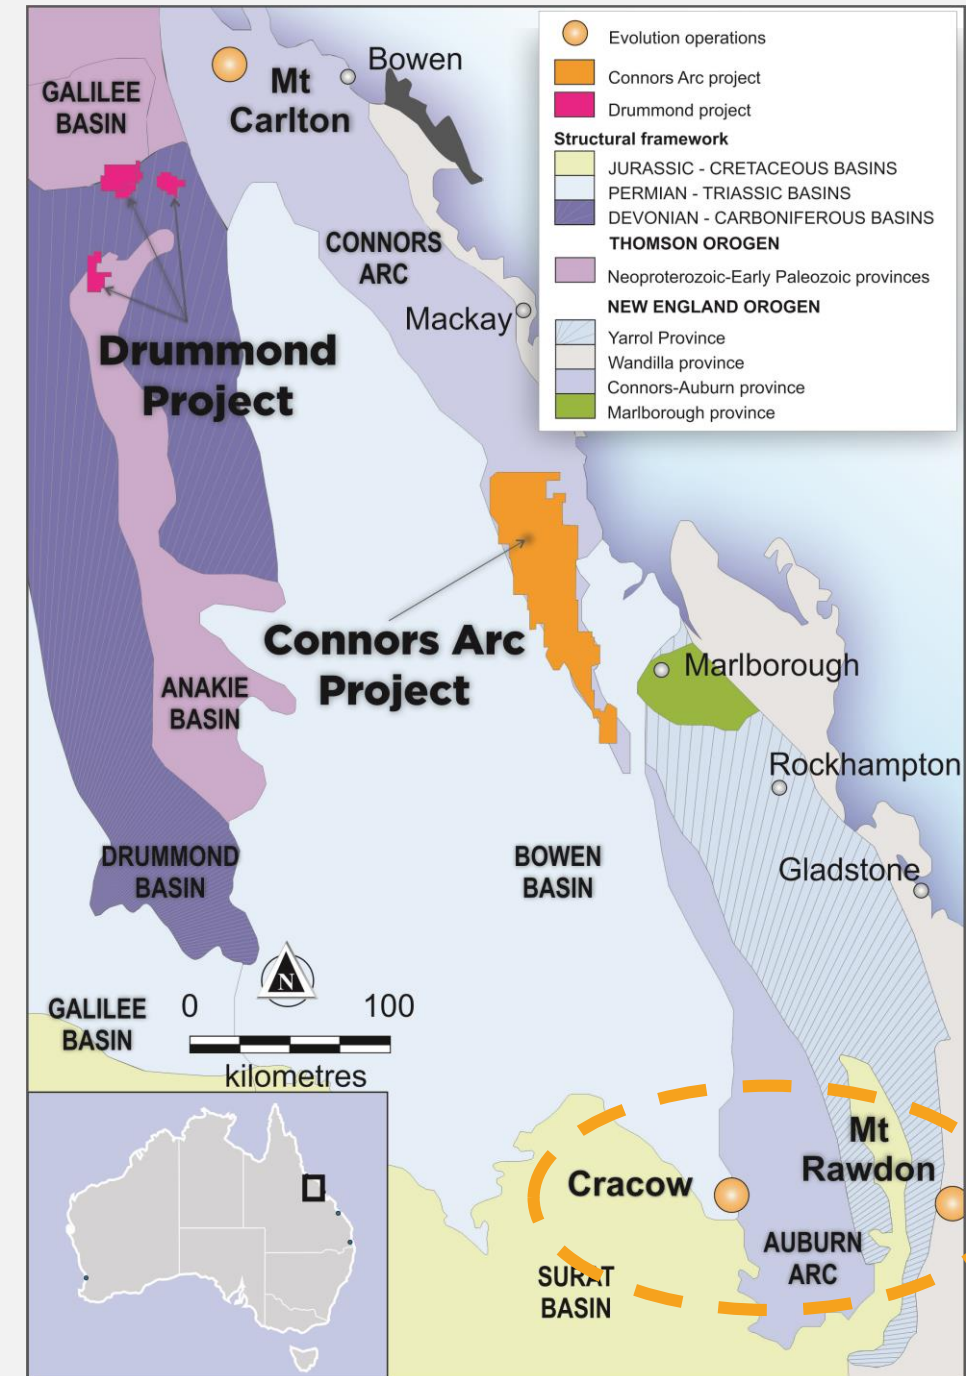 Evolution operations
Connors Arc project
Drummond project
Structural framework
JURASSIC - CRETACEOUS BASINS
PERMIAN - TRIASSIC BASINS
DEVONIAN - CARBONIFEROUS BASINS
THOMSON OROGEN
Neoproterozoic-Early Paleozoic provinces
NEW ENGLAND OROGEN
Yarrol Province
Wandilla province
Connors-Auburn province
Marlborough province
GALILEE
BASIN
Mt
Carlton
Bowen
CONNORS
ARC
Mackay
Drummond
Project
Connors Arc
Project
Marlborough
ANAKIE
BASIN
Rockhampton
DRUMMOND
BASIN
BOWEN
BASIN
Gladstone
N
GALILEE
BASIN
0 100
kilometres
Mt
Rawdon
Cracow
AUBURN
ARC
SURAT
BASIN